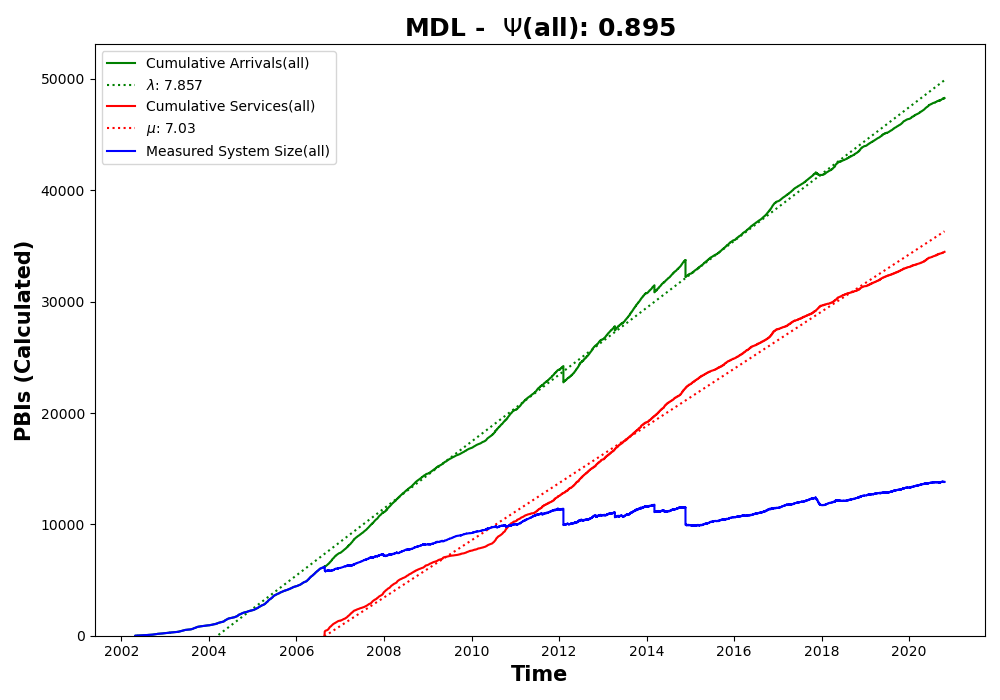 MDL - Ψ(all): 0.895
Cumulative Arrivals(all)
λ: 7.857
Cumulative Services(all)
μ: 7.03
Measured System Size(all)
PBIs (Calculated)
50000
40000
30000
20000
10000
0
2002 2004 2006 2008 2010 2012 2014 2016 2018 2020
Time